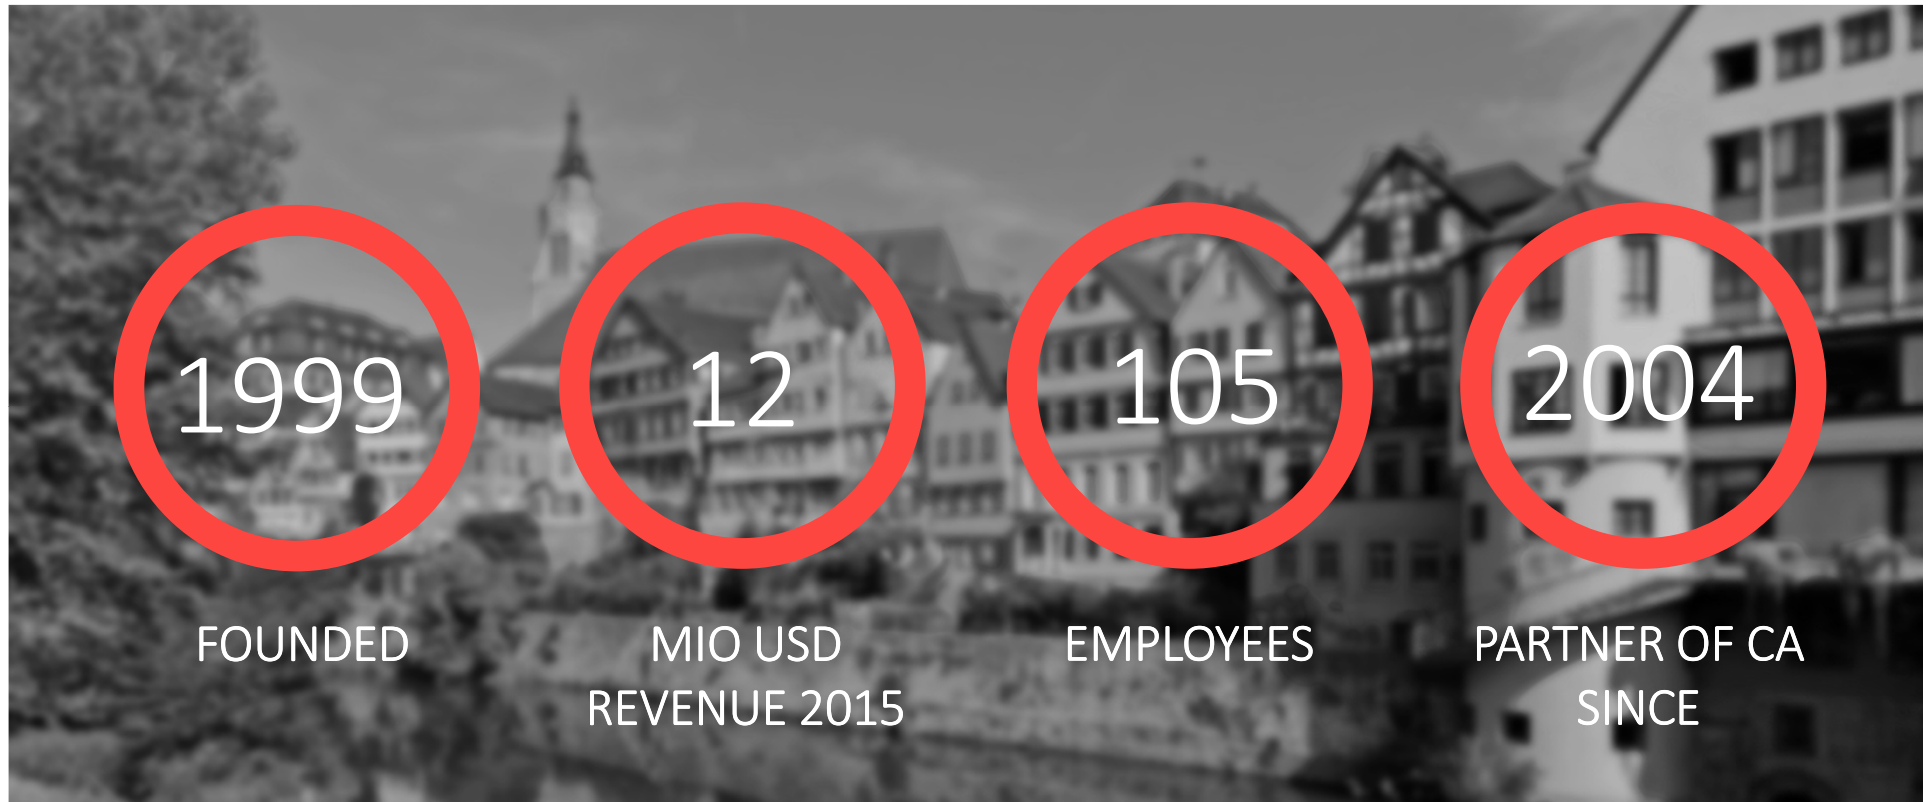 1999
FOUNDED
12
MIO USD
REVENUE 2015
105
EMPLOYEES
2004
PARTNER OF CA
SINCE